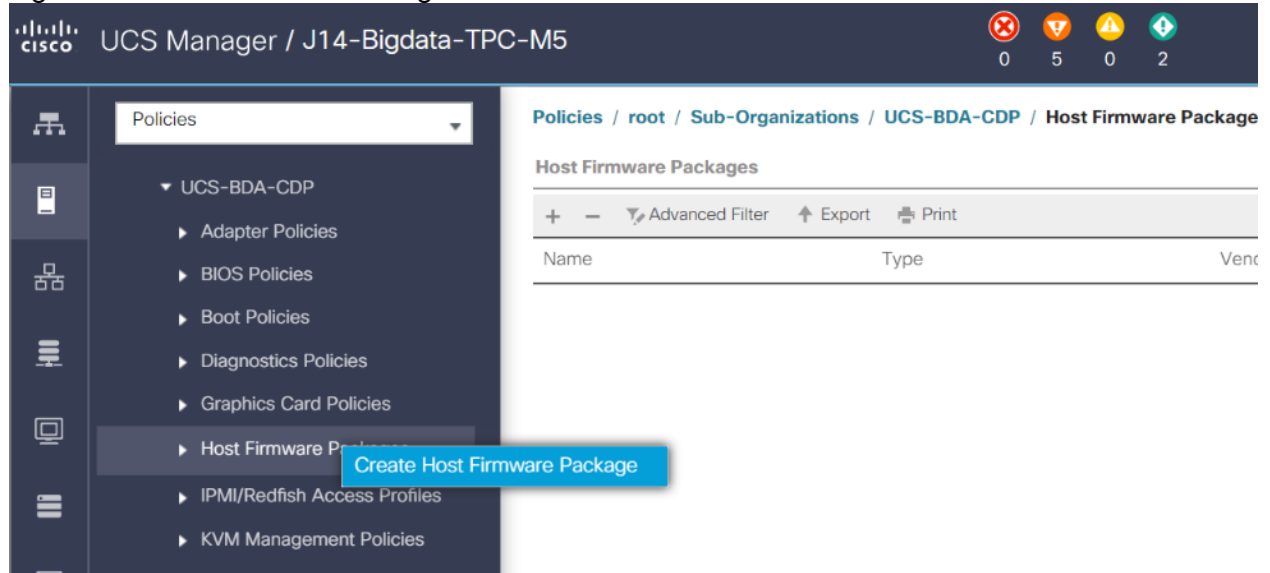 CISCO UCS Manager / J14-Bigdata-TPC-M5
0 5 0 2
Policies
UCS-BDA-CDP
Adapter Policies
BIOS Policies
Boot Policies
Diagnostics Policies
Graphics Card Policies
Host Firmware
Create Host Firmware Package
IPMI/Redfish Access Profiles
KVM Management Policies
Policies / root / Sub-Organizations / UCS-BDA-CDP / Host Firmware Package
Host Firmware Packages
+ − Advanced Filter Export Print
Name Type